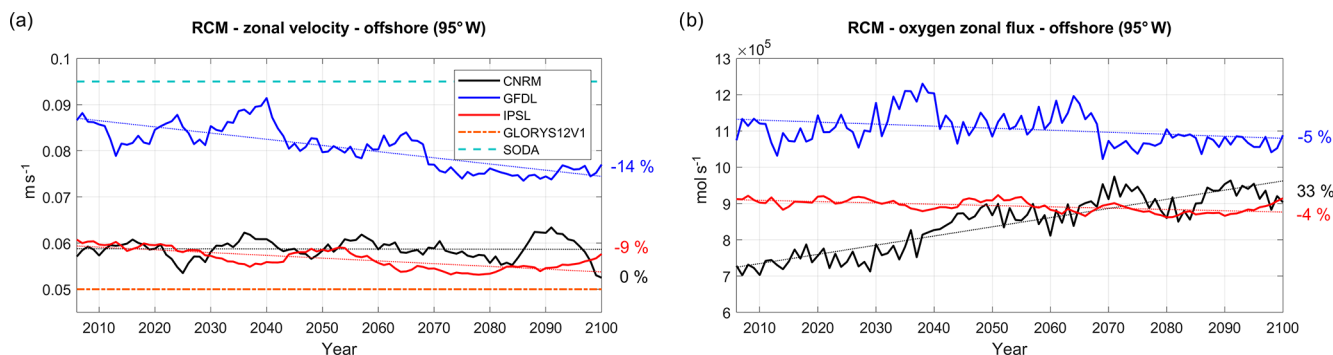 (a)
RCM - zonal velocity - offshore (95° W)
0.1
0.09
0.08
0.07
0.06
0.05
m s-1
CNRM
GFDL
IPSL
GLORYS12V1
SODA
-14 %
-9 %
0 %
2010 2020 2030 2040 2050 2060 2070 2080 2090 2100
Year
(b)
RCM - oxygen zonal flux - offshore (95° W)
×10⁵
13
12
11
10
9
8
7
6
mol s-1
-5 %
33 %
-4 %
2010 2020 2030 2040 2050 2060 2070 2080 2090 2100
Year